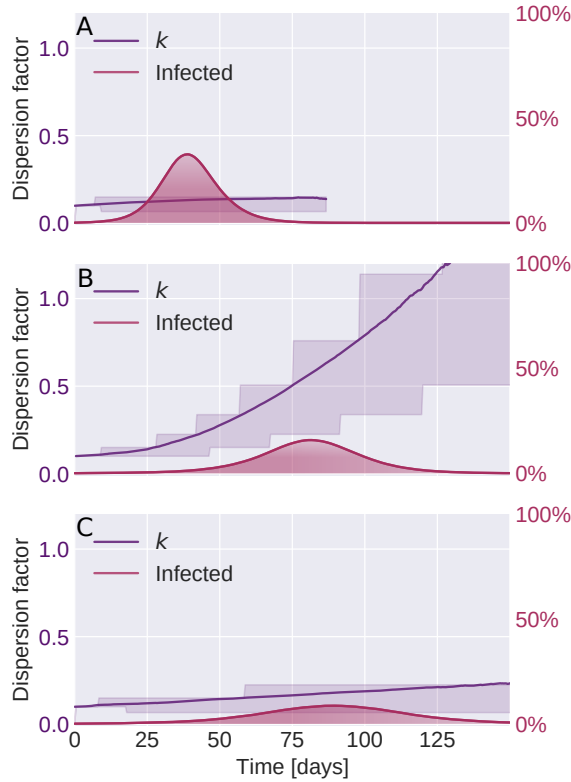 A
k
Infected
Dispersion factor
1.0
0.5
0.0
100%
50%
0%
B
k
Infected
Dispersion factor
1.0
0.5
0.0
100%
50%
0%
C
k
Infected
Dispersion factor
1.0
0.5
0.0
100%
50%
0%
0 25 50 75 100 125
Time [days]